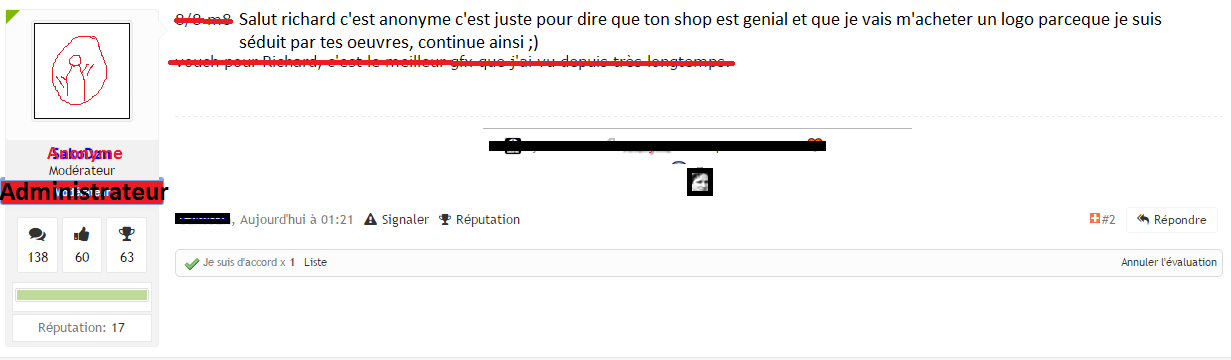 8/8 m8 Salut richard c'est anonyme c'est juste pour dire que ton shop est genial et que je vais m'acheter un logo parceque je suis
séduit par tes oeuvres, continue ainsi ;)
vouch pour Richard, c'est le meilleur gfx que j'ai vu depuis très longtemps.
Anonyme
Modérateur
Administrateur
138 60 63
Réputation: 17
, Aujourd'hui à 01:21 Signaler Réputation #2 Répondre
Je suis d'accord x 1 Liste Annuler l'évaluation